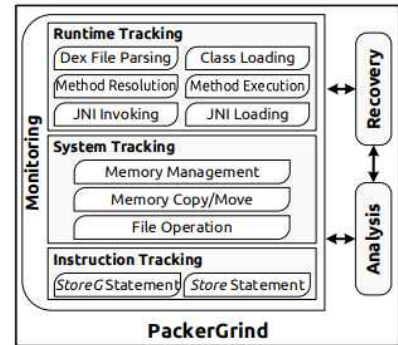 Runtime Tracking
Dex File Parsing
Class Loading
Method Resolution
Method Execution
JNI Invoking
JNI Loading
System Tracking
Memory Management
Memory Copy/Move
File Operation
Instruction Tracking
StoreG Statement
Store Statement
Monitoring
Recovery
Analysis
PackerGrind